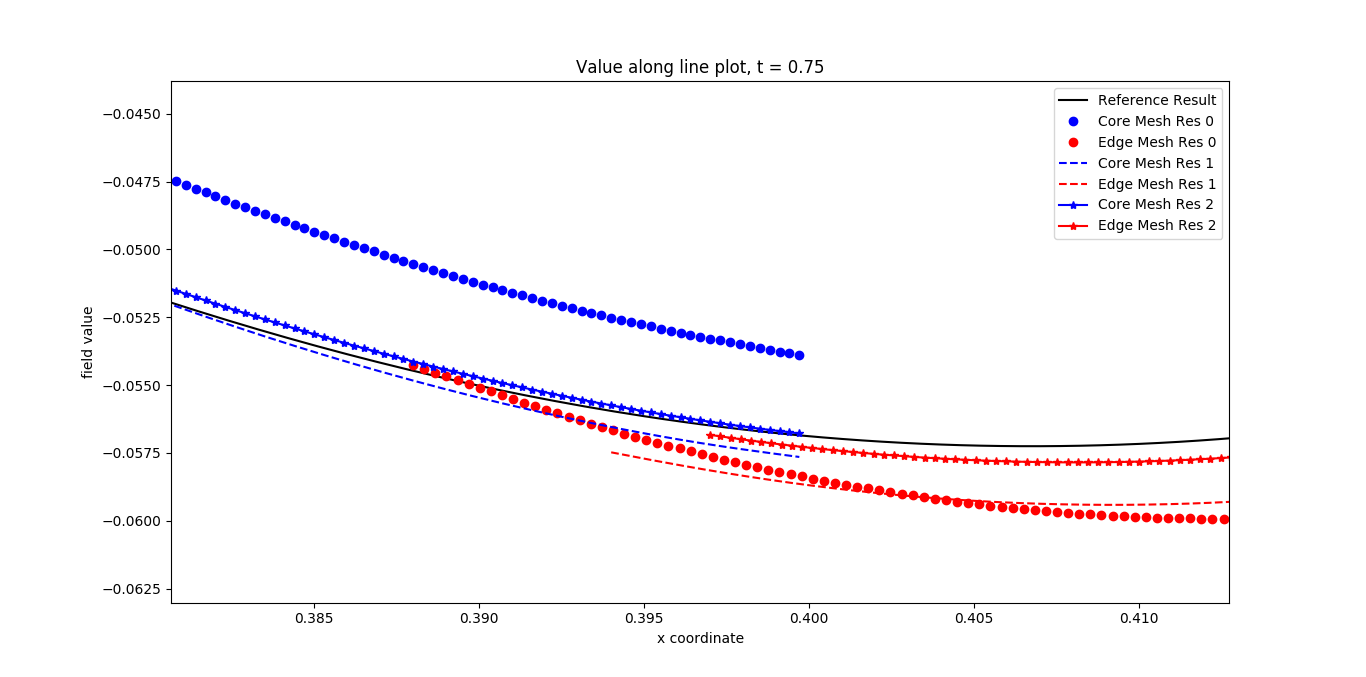 Value along line plot, t = 0.75
Reference Result
Core Mesh Res 0
Edge Mesh Res 0
Core Mesh Res 1
Edge Mesh Res 1
Core Mesh Res 2
Edge Mesh Res 2
field value
−0.0450
−0.0475
−0.0500
−0.0525
−0.0550
−0.0575
−0.0600
−0.0625
0.385
0.390
0.395
0.400
0.405
0.410
x coordinate